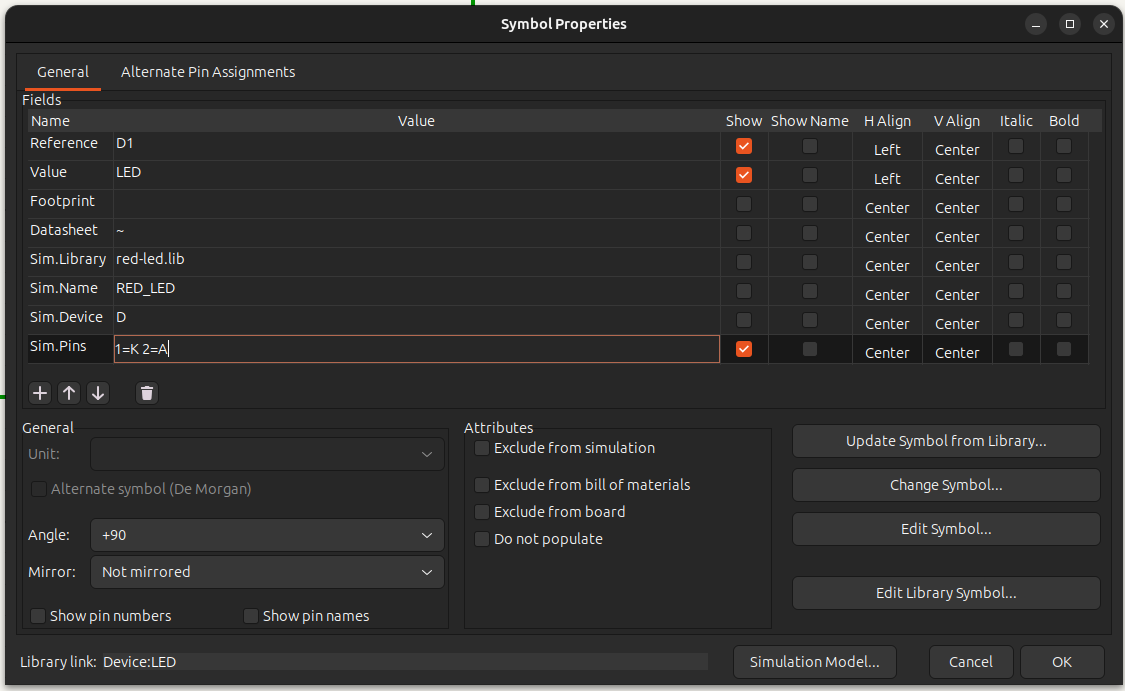 Symbol Properties
General Alternate Pin Assignments
Fields
Name Value Show Show Name H Align V Align Italic Bold
Reference D1 Left Center
Value LED Left Center
Footprint Center Center
Datasheet ~ Center Center
Sim.Library red-led.lib Center Center
Sim.Name RED_LED Center Center
Sim.Device D Center Center
Sim.Pins 1=K 2=A Center Center
General
Unit:
Alternate symbol (De Morgan)
Angle: +90
Mirror: Not mirrored
Show pin numbers Show pin names
Attributes
Exclude from simulation
Exclude from bill of materials
Exclude from board
Do not populate
Update Symbol from Library...
Change Symbol...
Edit Symbol...
Edit Library Symbol...
Library link: Device:LED Simulation Model... Cancel OK